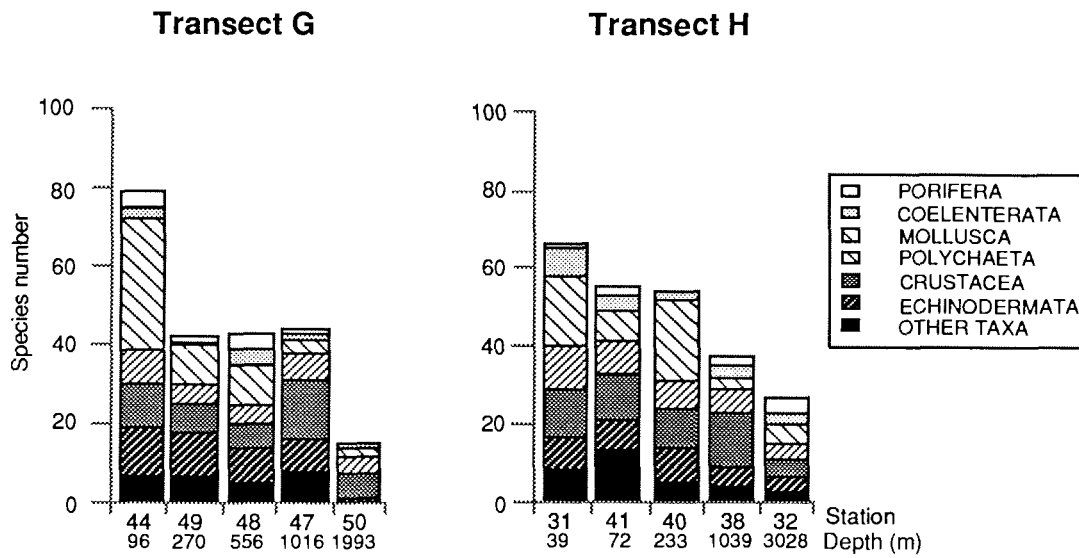 Transect G
Transect H
Species number
100
80
60
40
20
0
44 49 48 47 50
96 270 556 1016 1993
100
80
60
40
20
0
31 41 40 38 32 Station
39 72 233 1039 3028 Depth (m)
PORIFERA
COELENTERATA
MOLLUSCA
POLYCHAETA
CRUSTACEA
ECHINODERMATA
OTHER TAXA